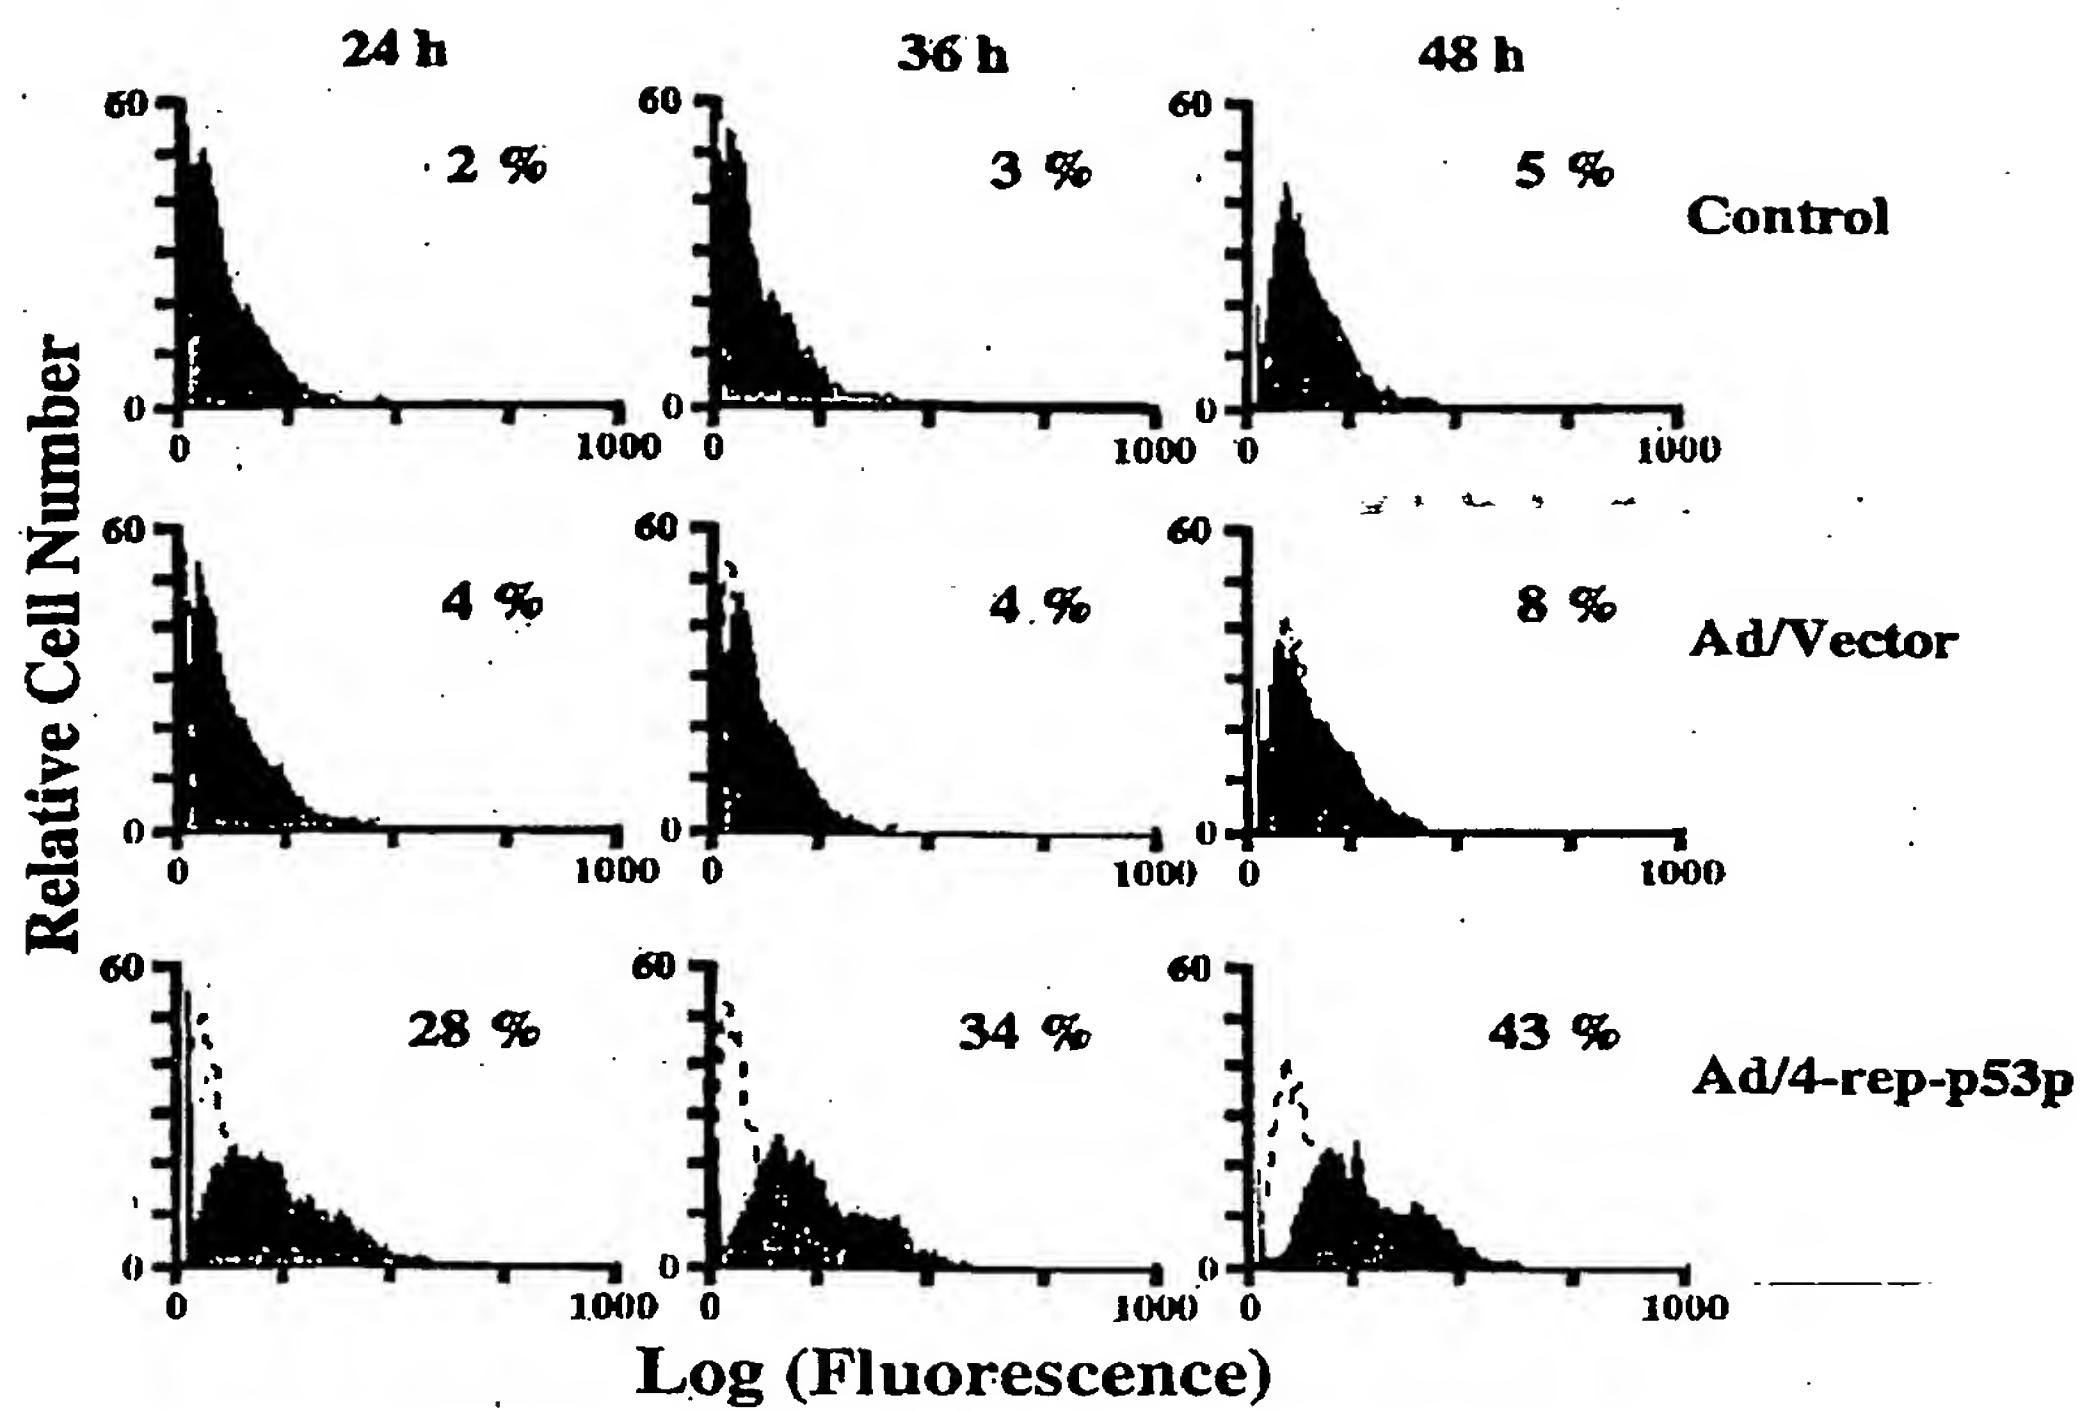 24 h 36 h 48 h
60 60 60
2 % 3 % 5 %
Control
0 0 0
0 1000 0 1000 0 1000
60 60 60
4 % 4 % 8 %
Ad/Vector
0 0 0
0 1000 0 1000 0 1000
60 60 60
28 % 34 % 43 %
Ad/4-rep-p53p
0 0 0
0 1000 0 1000 0 1000
Relative Cell Number
Log (Fluorescence)